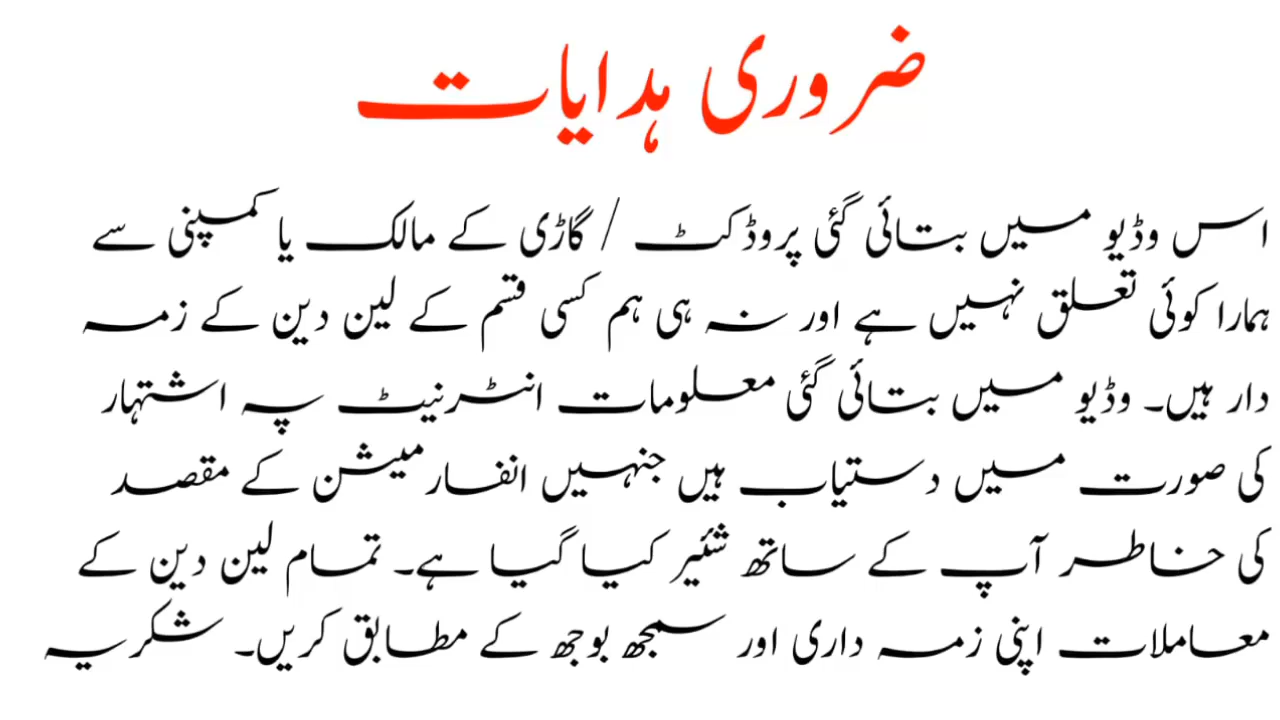 ضروری ہدایات
اس وڈیو میں بتائی گئی پروڈکٹ / گاڑی کے مالک یا کمپنی سے
ہمارا کوئی تعلق نہیں ہے اور نہ ہی ہم کسی قسم کے لین دین کے زمہ
دار ہیں۔ وڈیو میں بتائی گئی معلومات انٹرنیٹ پہ اشتہار
کی صورت میں دستیاب ہیں جنہیں انفارمیشن کے مقصد
کی خاطر آپ کے ساتھ شئیر کیا گیا ہے۔ تمام لین دین کے
معاملات اپنی زمہ داری اور سمجھ بوجھ کے مطابق کریں۔ شکریہ